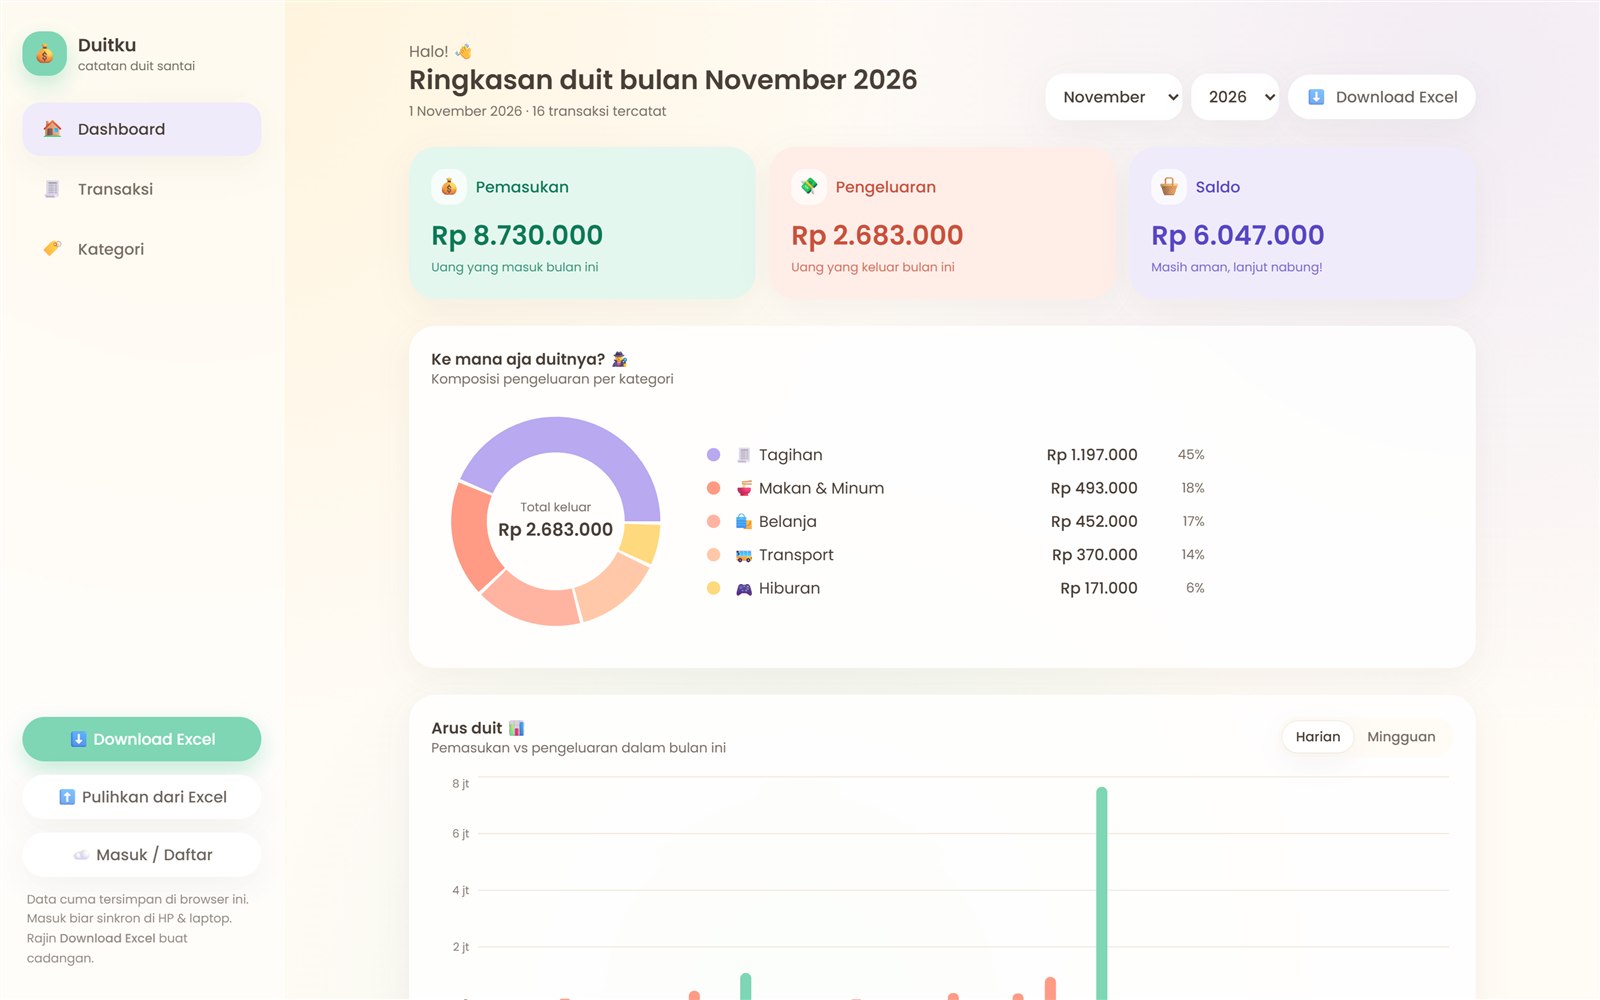 Duitku
catatan duit santai
Dashboard
Transaksi
Kategori
Download Excel
Pulihkan dari Excel
Masuk / Daftar
Data cuma tersimpan di browser ini.
Masuk biar sinkron di HP & laptop.
Rajin Download Excel buat
cadangan.
Halo! 👋
Ringkasan duit bulan November 2026
1 November 2026 · 16 transaksi tercatat
November
2026
Download Excel
Pemasukan
Rp 8.730.000
Uang yang masuk bulan ini
Pengeluaran
Rp 2.683.000
Uang yang keluar bulan ini
Saldo
Rp 6.047.000
Masih aman, lanjut nabung!
Ke mana aja duitnya?
Komposisi pengeluaran per kategori
Total keluar
Rp 2.683.000
Tagihan Rp 1.197.000 45%
Makan & Minum Rp 493.000 18%
Belanja Rp 452.000 17%
Transport Rp 370.000 14%
Hiburan Rp 171.000 6%
Arus duit
Pemasukan vs pengeluaran dalam bulan ini
Harian
Mingguan
8 jt
6 jt
4 jt
2 jt